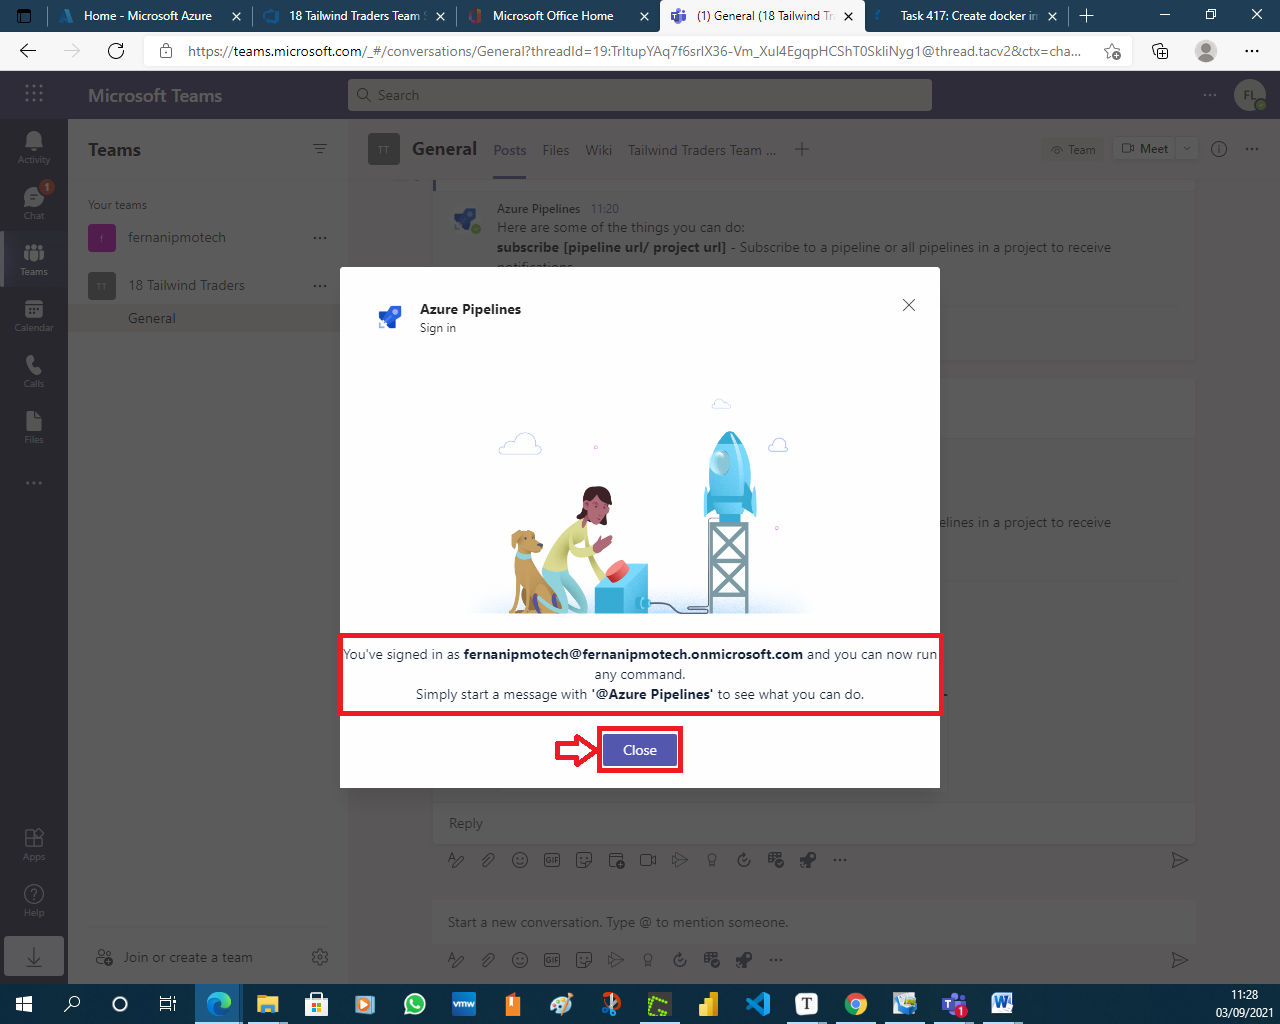 Home - Microsoft Azure
18 Tailwind Traders Team S
Microsoft Office Home
(1) General (18 Tailwind Tr
Task 417: Create docker in
https://teams.microsoft.com/_#/conversations/General?threadId=19:TrItupYAq7f6srlX36-Vm_Xul4EgqpHCShT0SkliNyg1@thread.tacv2&ctx=cha...
Microsoft Teams
Search
FL
Activity
Chat
1
Teams
Calendar
Calls
Files
Apps
Help
Teams
Your teams
f
fernanipmotech
TT
18 Tailwind Traders
General
Join or create a team
TT
General
Posts
Files
Wiki
Tailwind Traders Team ...
Team
Meet
Azure Pipelines 11:20
Here are some of the things you can do:
subscribe [pipeline url/ project url] - Subscribe to a pipeline or all pipelines in a project to receive
notifications
Azure Pipelines
Sign in
elines in a project to receive
You've signed in as fernanipmotech@fernanipmotech.onmicrosoft.com and you can now run
any command.
Simply start a message with '@Azure Pipelines' to see what you can do.
Close
Reply
GIF
Start a new conversation. Type @ to mention someone.
GIF
vmw
T
1
W
11:28
03/09/2021